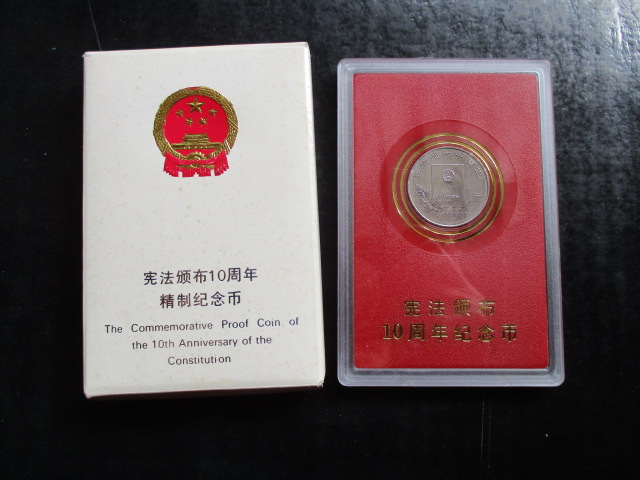 宪法颁布10周年
精制纪念币
The Commemorative Proof Coin of
the 10th Anniversary of the
Constitution
宪法颁布
10周年纪念币